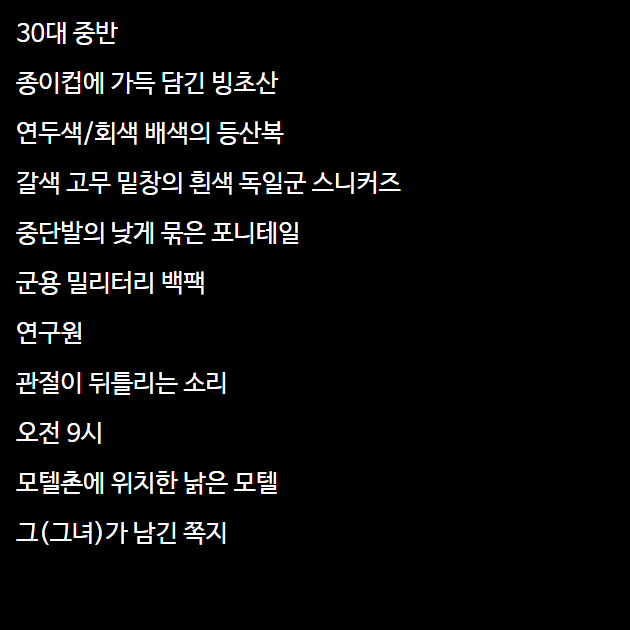 30대 중반
종이컵에 가득 담긴 빙초산
연두색/회색 배색의 등산복
갈색 고무 밑창의 흰색 독일군 스니커즈
중단발의 낮게 묶은 포니테일
군용 밀리터리 백팩
연구원
관절이 뒤틀리는 소리
오전 9시
모텔촌에 위치한 낡은 모텔
그(그녀)가 남긴 쪽지